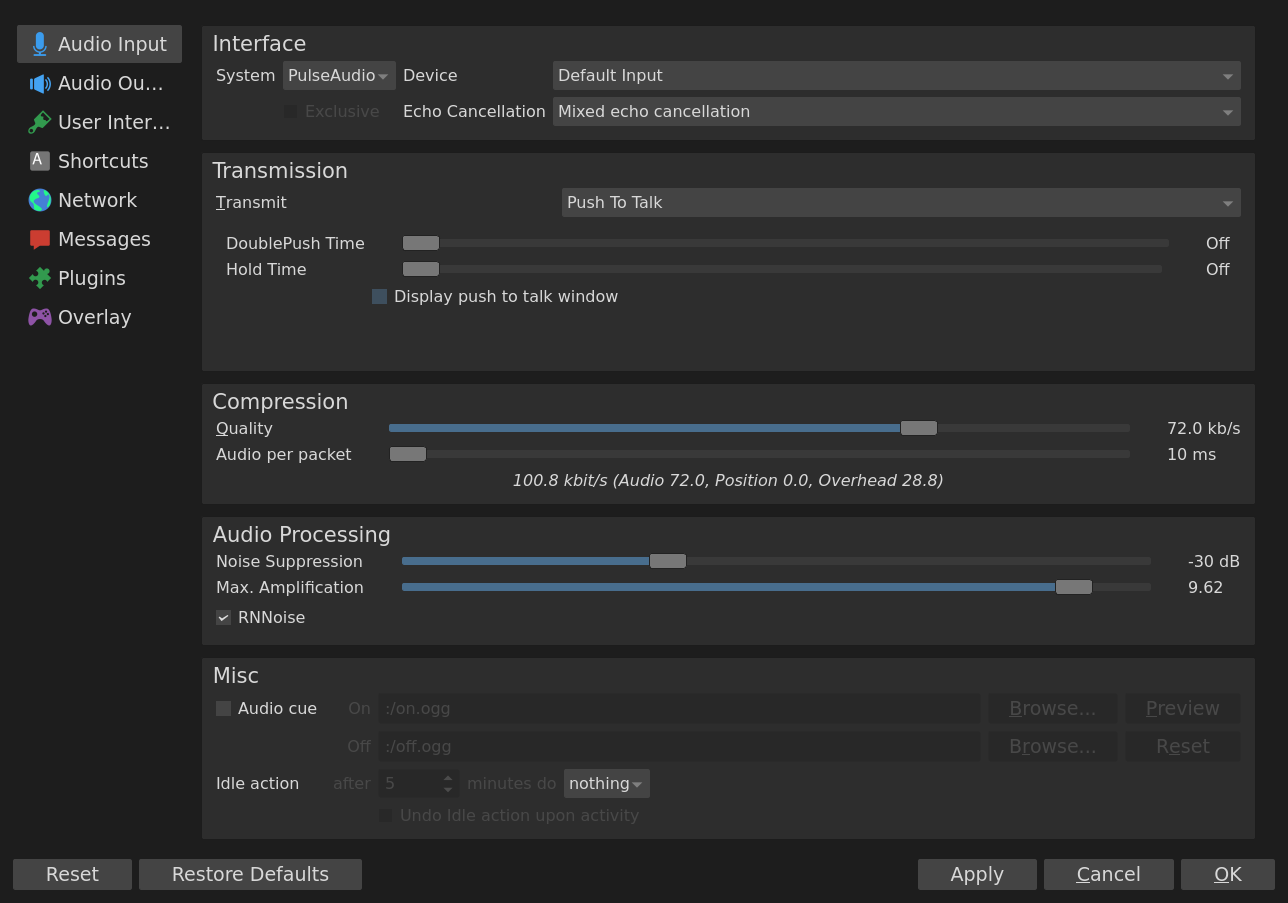 Audio Input
Audio Ou...
User Inter...
A Shortcuts
Network
Messages
Plugins
Overlay
Interface
System PulseAudio Device Default Input
Exclusive Echo Cancellation Mixed echo cancellation
Transmission
Transmit Push To Talk
DoublePush Time Off
Hold Time Off
Display push to talk window
Compression
Quality 72.0 kb/s
Audio per packet 10 ms
100.8 kbit/s (Audio 72.0, Position 0.0, Overhead 28.8)
Audio Processing
Noise Suppression -30 dB
Max. Amplification 9.62
RNNoise
Misc
Audio cue On :/on.ogg Browse... Preview
Off :/off.ogg Browse... Reset
Idle action after 5 minutes do nothing
Undo Idle action upon activity
Reset Restore Defaults Apply Cancel OK